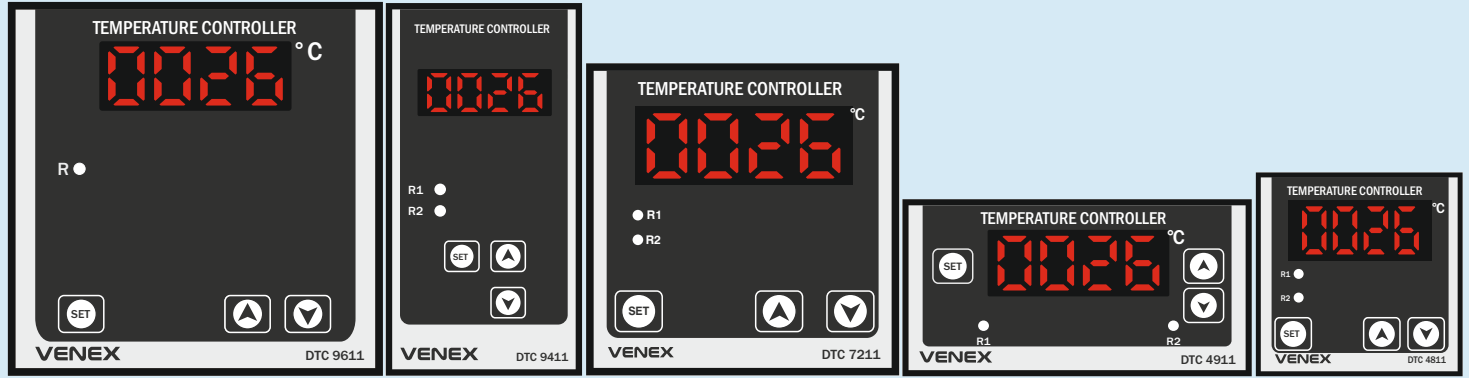 TEMPERATURE CONTROLLER
0026 °C
R
SET
VENEX DTC 9611
TEMPERATURE CONTROLLER
0026
R1
R2
SET
VENEX DTC 9411
TEMPERATURE CONTROLLER
0026 °C
R1
R2
SET
VENEX DTC 7211
TEMPERATURE CONTROLLER
0026 °C
SET
R1 R2
VENEX DTC 4911
TEMPERATURE CONTROLLER
0026 °C
R1
R2
SET
VENEX DTC 4811